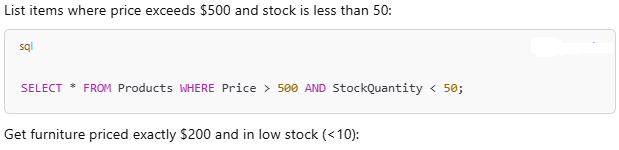 List items where price exceeds $500 and stock is less than 50:
sql
SELECT * FROM Products WHERE Price > 500 AND StockQuantity < 50;
Get furniture priced exactly $200 and in low stock (<10):